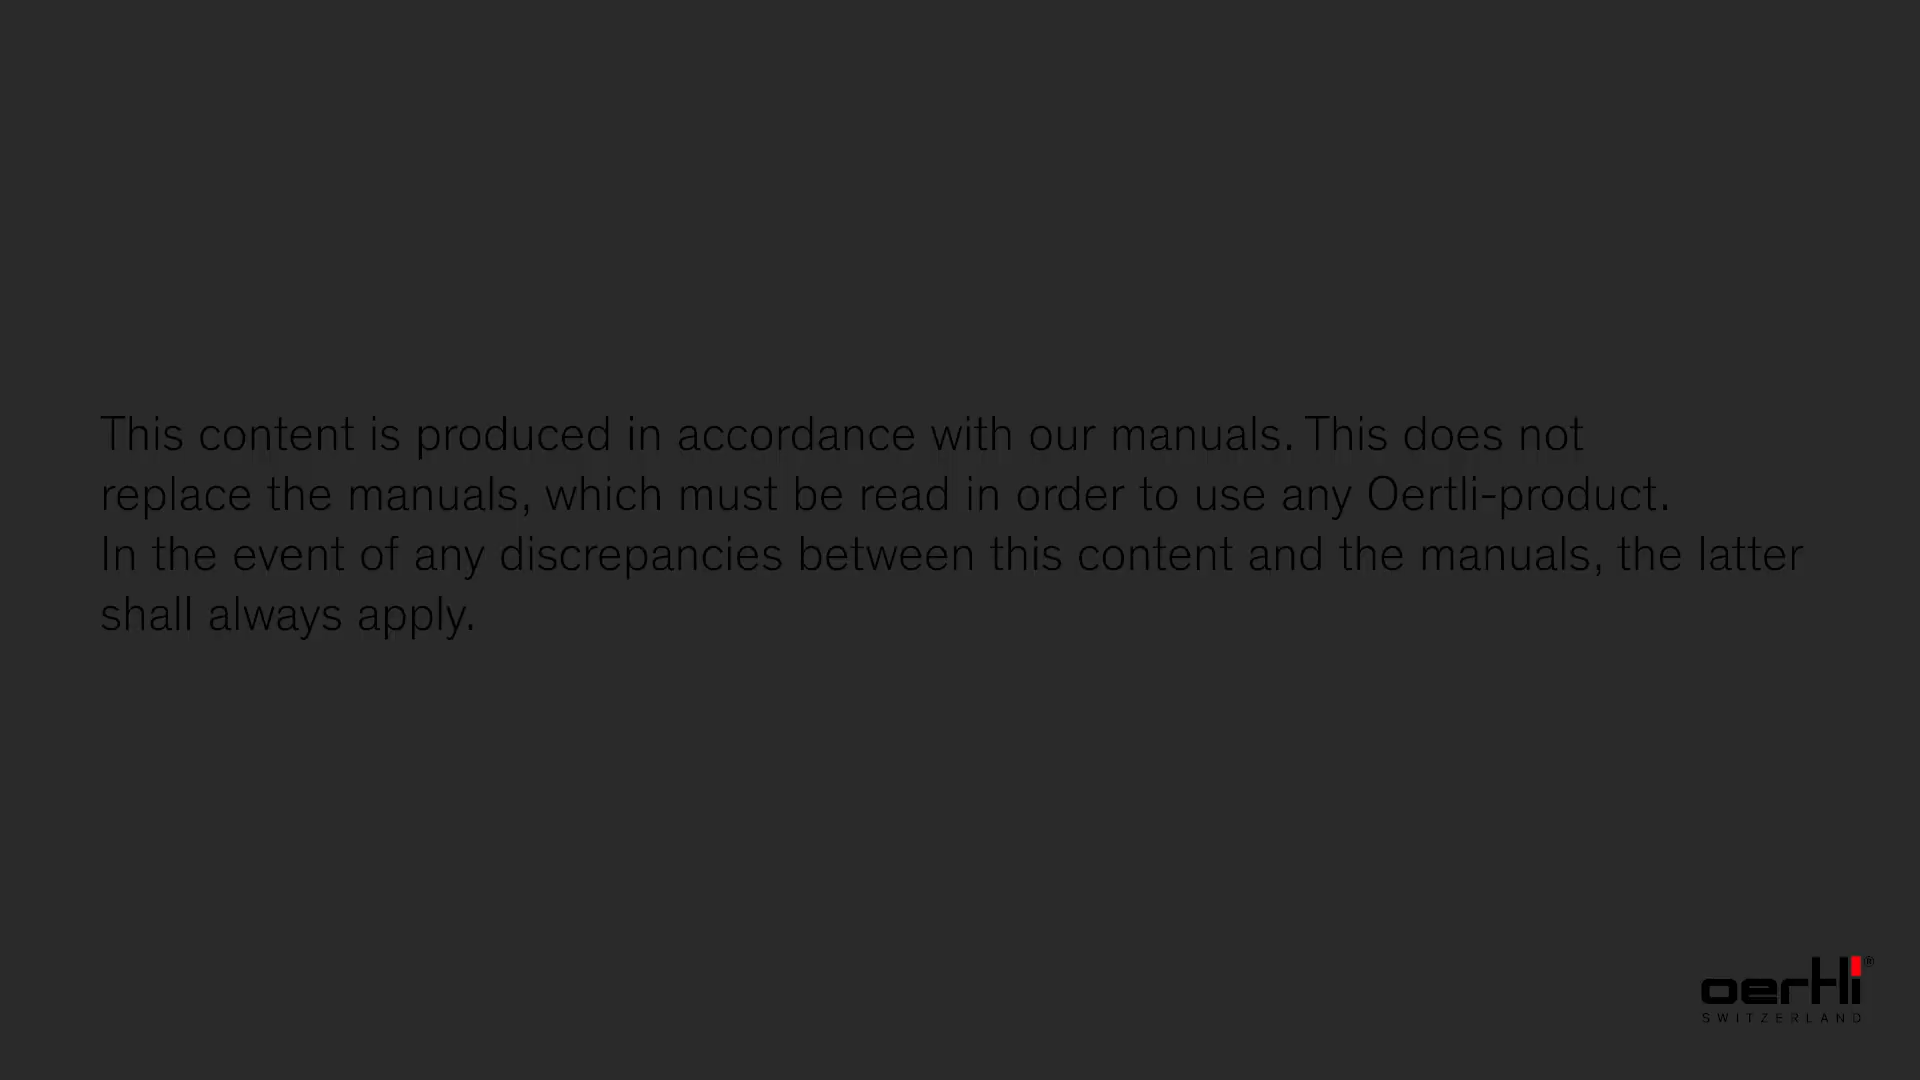 This content is produced in accordance with our manuals. This does not
replace the manuals, which must be read in order to use any Oertli-product.
In the event of any discrepancies between this content and the manuals, the latter
shall always apply.
oertli®
SWITZERLAND